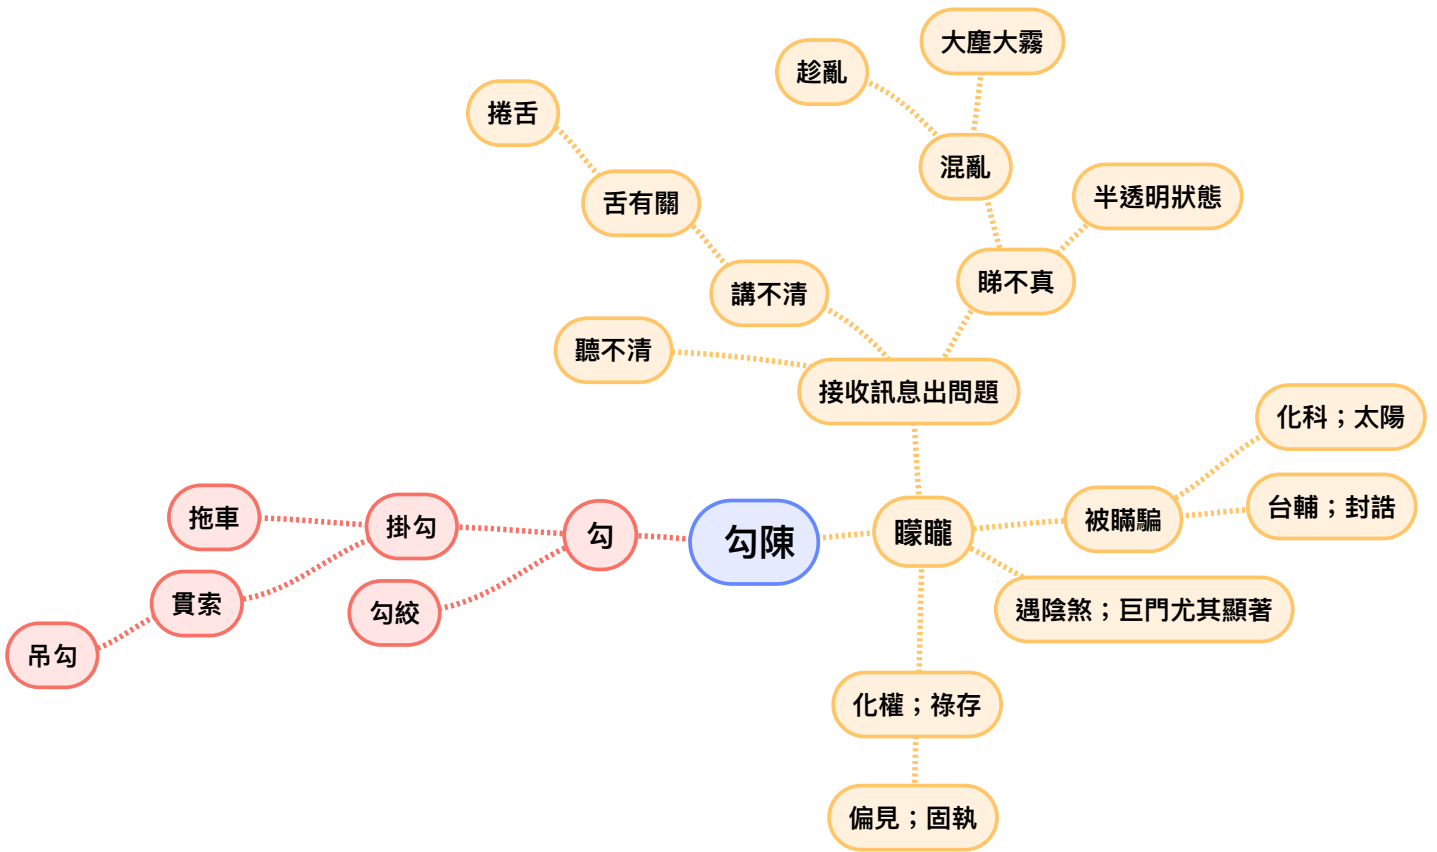 大塵大霧
趁亂
捲舌
混亂
半透明狀態
舌有關
睇不真
講不清
聽不清
接收訊息出問題
化科；太陽
台輔；封誥
被瞞騙
拖車
掛勾
勾
勾陳
矇矓
貫索
勾絞
遇陰煞；巨門尤其顯著
吊勾
化權；祿存
偏見；固執